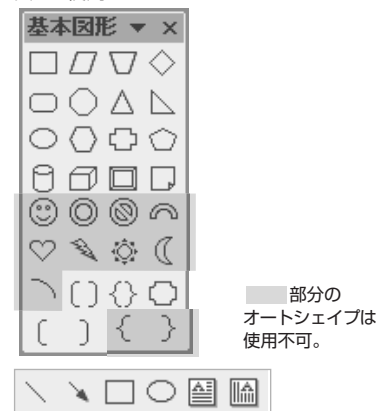 基本図形
部分の
オートシェイプは
使用不可。